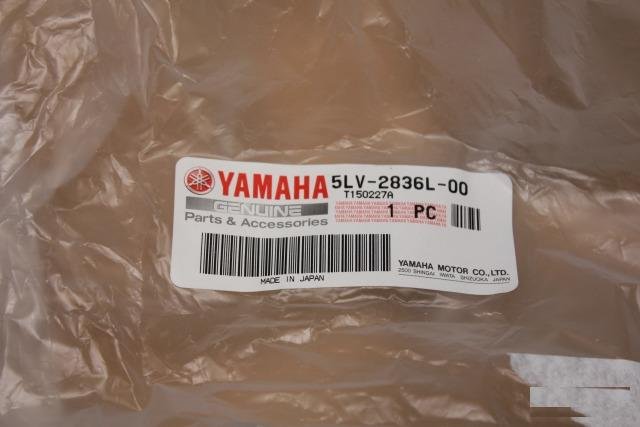 YAMAHA 5LV-2836L-00
T150227A
GENUINE
Parts & Accessories
1 PC
MADE IN JAPAN
YAMAHA MOTOR CO.,LTD.
2500 SHINGAI IWATA SHIZUOKA JAPAN